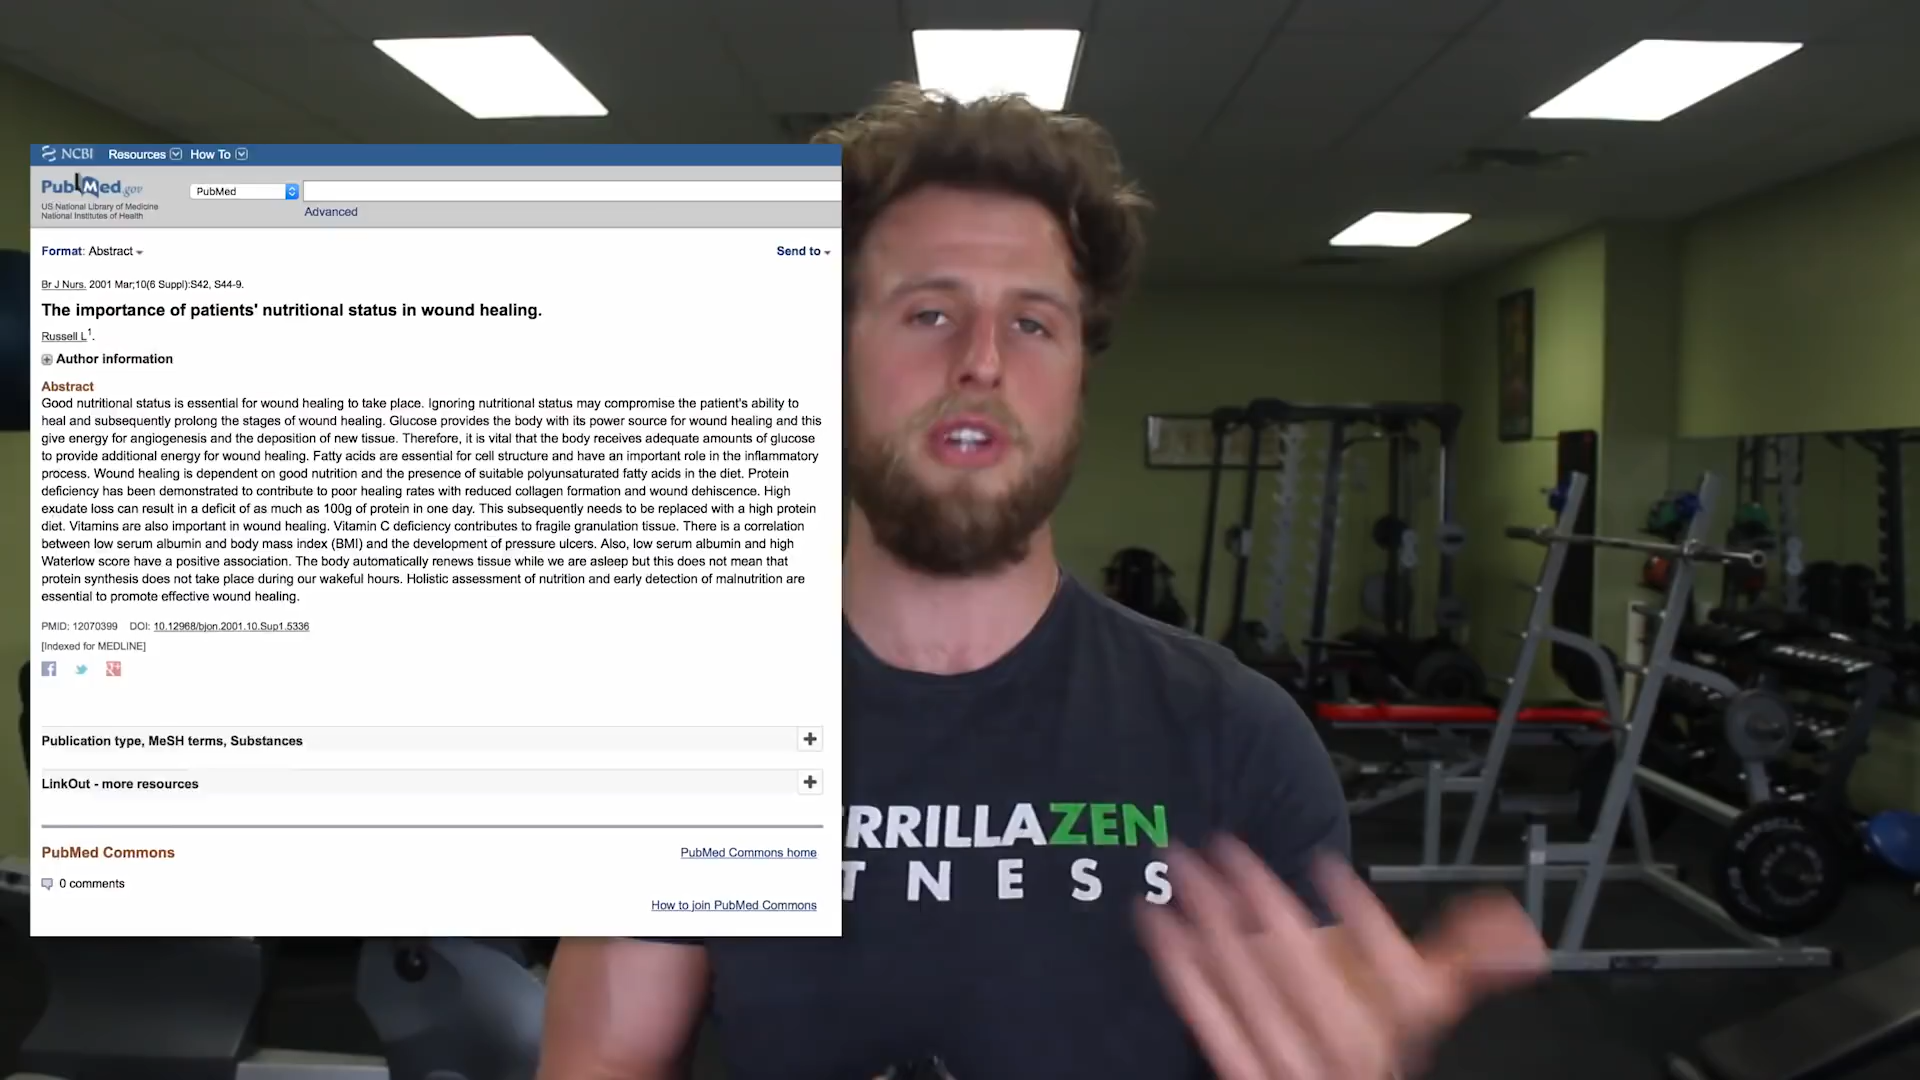 NCBI Resources How To
PubMed.gov
US National Library of Medicine
National Institutes of Health
PubMed
Advanced
Format: Abstract
Send to
Br J Nurs. 2001 Mar;10(6 Suppl):S42, S44-9.
The importance of patients' nutritional status in wound healing.
Russell L1.
Author information
Abstract
Good nutritional status is essential for wound healing to take place. Ignoring nutritional status may compromise the patient's ability to
heal and subsequently prolong the stages of wound healing. Glucose provides the body with its power source for wound healing and this
give energy for angiogenesis and the deposition of new tissue. Therefore, it is vital that the body receives adequate amounts of glucose
to provide additional energy for wound healing. Fatty acids are essential for cell structure and have an important role in the inflammatory
process. Wound healing is dependent on good nutrition and the presence of suitable polyunsaturated fatty acids in the diet. Protein
deficiency has been demonstrated to contribute to poor healing rates with reduced collagen formation and wound dehiscence. High
exudate loss can result in a deficit of as much as 100g of protein in one day. This subsequently needs to be replaced with a high protein
diet. Vitamins are also important in wound healing. Vitamin C deficiency contributes to fragile granulation tissue. There is a correlation
between low serum albumin and body mass index (BMI) and the development of pressure ulcers. Also, low serum albumin and high
Waterlow score have a positive association. The body automatically renews tissue while we are asleep but this does not mean that
protein synthesis does not take place during our wakeful hours. Holistic assessment of nutrition and early detection of malnutrition are
essential to promote effective wound healing.
PMID: 12070399 DOI: 10.12968/bjon.2001.10.Sup1.5336
[Indexed for MEDLINE]
Publication type, MeSH terms, Substances
LinkOut - more resources
PubMed Commons
PubMed Commons home
0 comments
How to join PubMed Commons
RRILLAZEN
TNESS
BARBELL